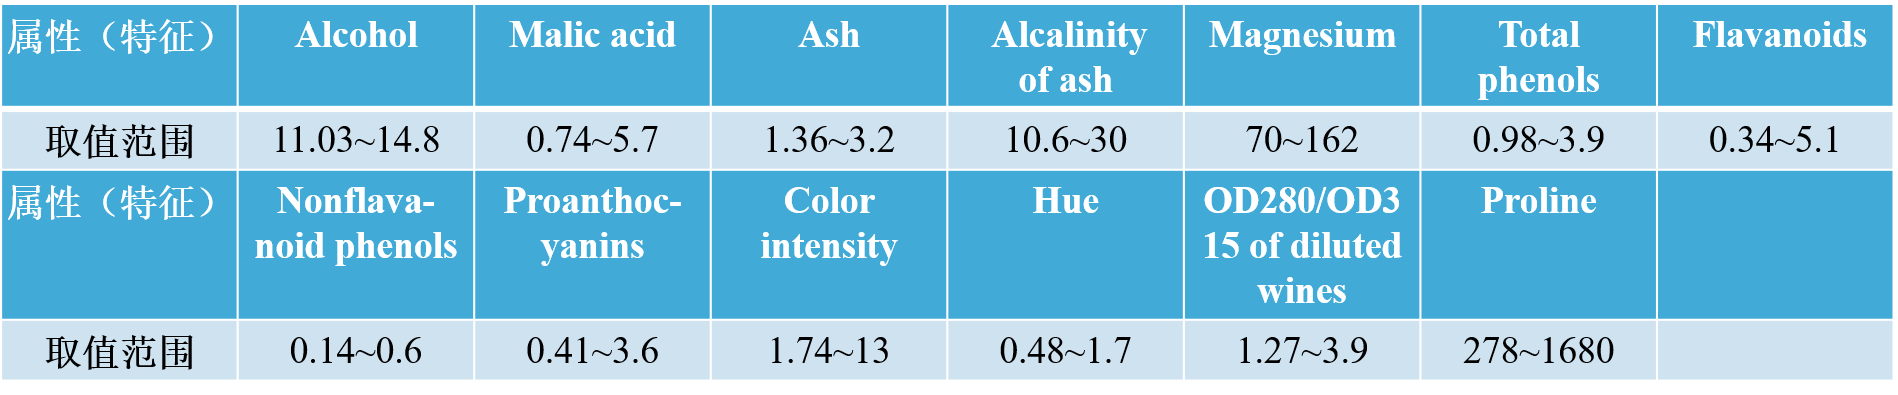 属性（特征） Alcohol Malic acid Ash Alcalinity of ash Magnesium Total phenols Flavanoids
取值范围 11.03~14.8 0.74~5.7 1.36~3.2 10.6~30 70~162 0.98~3.9 0.34~5.1
属性（特征） Nonflava-noid phenols Proanthoc-yanins Color intensity Hue OD280/OD315 of diluted wines Proline
取值范围 0.14~0.6 0.41~3.6 1.74~13 0.48~1.7 1.27~3.9 278~1680